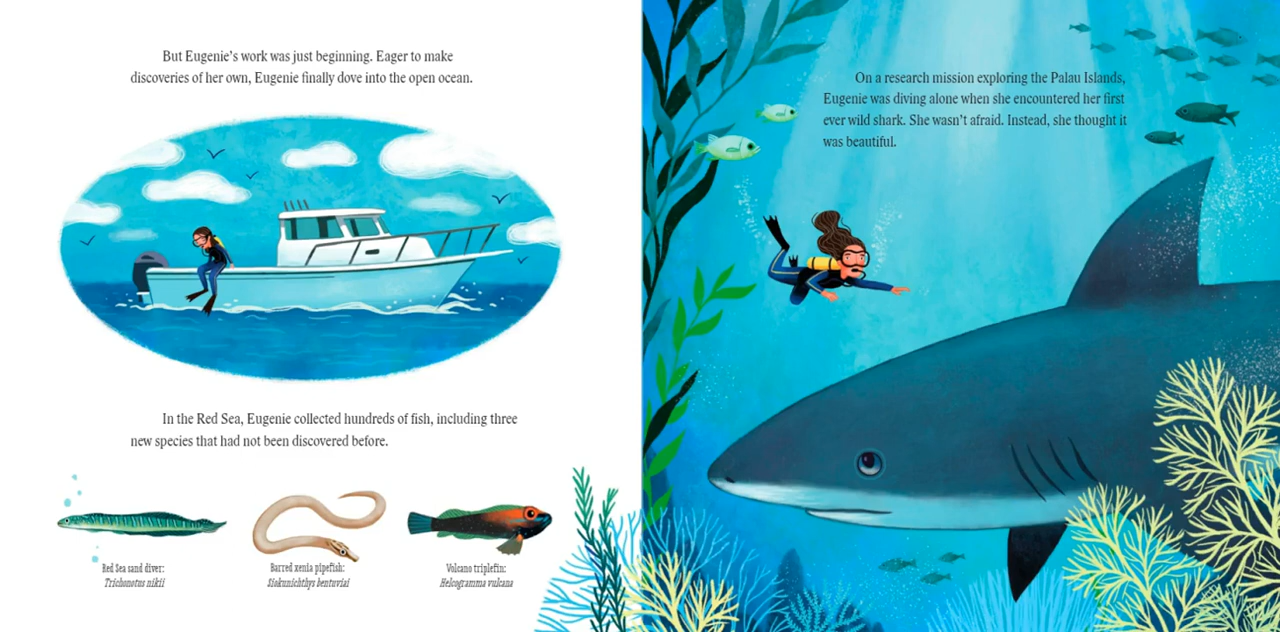 But Eugenie's work was just beginning. Eager to make
discoveries of her own, Eugenie finally dove into the open ocean.
In the Red Sea, Eugenie collected hundreds of fish, including three
new species that had not been discovered before.
Red Sea sand diver:
Trichonotus nikii
Barred xenia pipefish:
Siokunichthys bentuviai
Volcano triplefin:
Helcogramma vulcana
On a research mission exploring the Palau Islands,
Eugenie was diving alone when she encountered her first
ever wild shark. She wasn't afraid. Instead, she thought it
was beautiful.